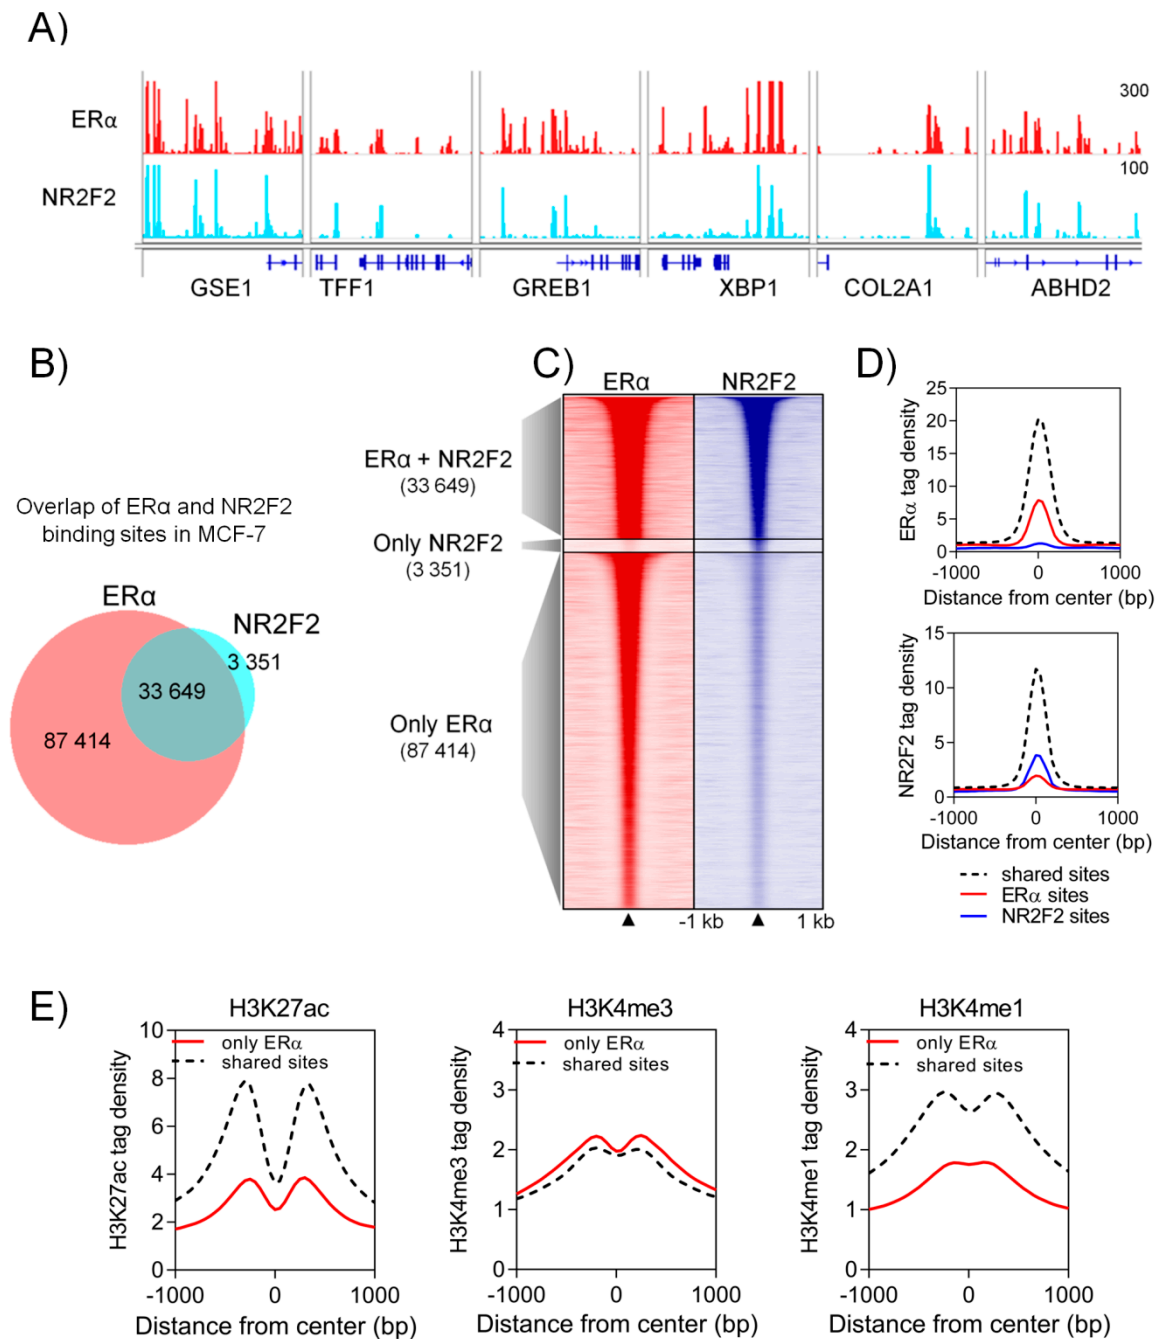 A)
300
ERα
100
NR2F2
GSE1 TFF1 GREB1 XBP1 COL2A1 ABHD2
B)
Overlap of ERα and NR2F2
binding sites in MCF-7
ERα
NR2F2
3 351
33 649
87 414
C)
ERα NR2F2
ERα + NR2F2
(33 649)
Only NR2F2
(3 351)
Only ERα
(87 414)
-1 kb 1 kb
D)
ERα tag density
25
20
15
10
5
0
-1000 0 1000
Distance from center (bp)
NR2F2 tag density
15
10
5
0
-1000 0 1000
Distance from center (bp)
shared sites
ERα sites
NR2F2 sites
E)
H3K27ac
H3K27ac tag density
10
8
6
4
2
0
only ERα
shared sites
-1000 0 1000
Distance from center (bp)
H3K4me3
H3K4me3 tag density
4
3
2
1
0
only ERα
shared sites
-1000 0 1000
Distance from center (bp)
H3K4me1
H3K4me1 tag density
4
3
2
1
0
only ERα
shared sites
-1000 0 1000
Distance from center (bp)